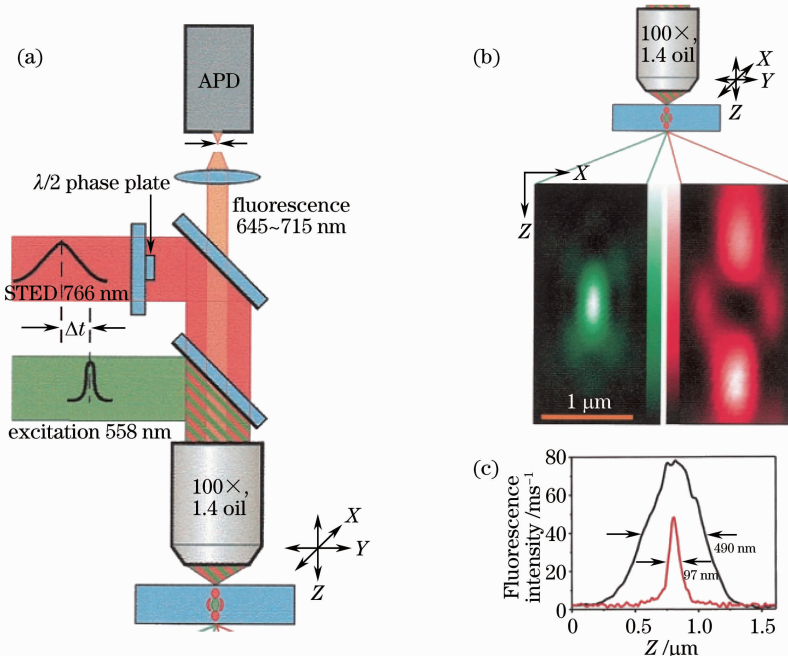 (a)
APD
λ/2 phase plate
fluorescence
645~715 nm
STED 766 nm
Δt
excitation 558 nm
100×,
1.4 oil
X
Y
Z
(b)
100×,
1.4 oil
X
Y
Z
X
Z
1 μm
(c)
Fluorescence
intensity /ms⁻¹
80
60
40
20
0
490 nm
97 nm
0
0.5
1.0
1.5
Z /μm